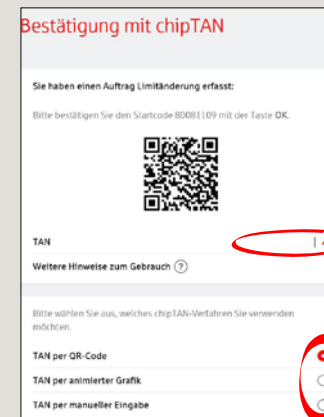 Bestätigung mit chipTAN
Sie haben einen Auftrag Limitänderung erfasst:
Bitte bestätigen Sie den Startcode 80081109 mit der Taste OK.
TAN
Weitere Hinweise zum Gebrauch ?
Bitte wählen Sie aus, welches chipTAN-Verfahren Sie verwenden
möchten.
TAN per QR-Code
TAN per animierter Grafik
TAN per manueller Eingabe